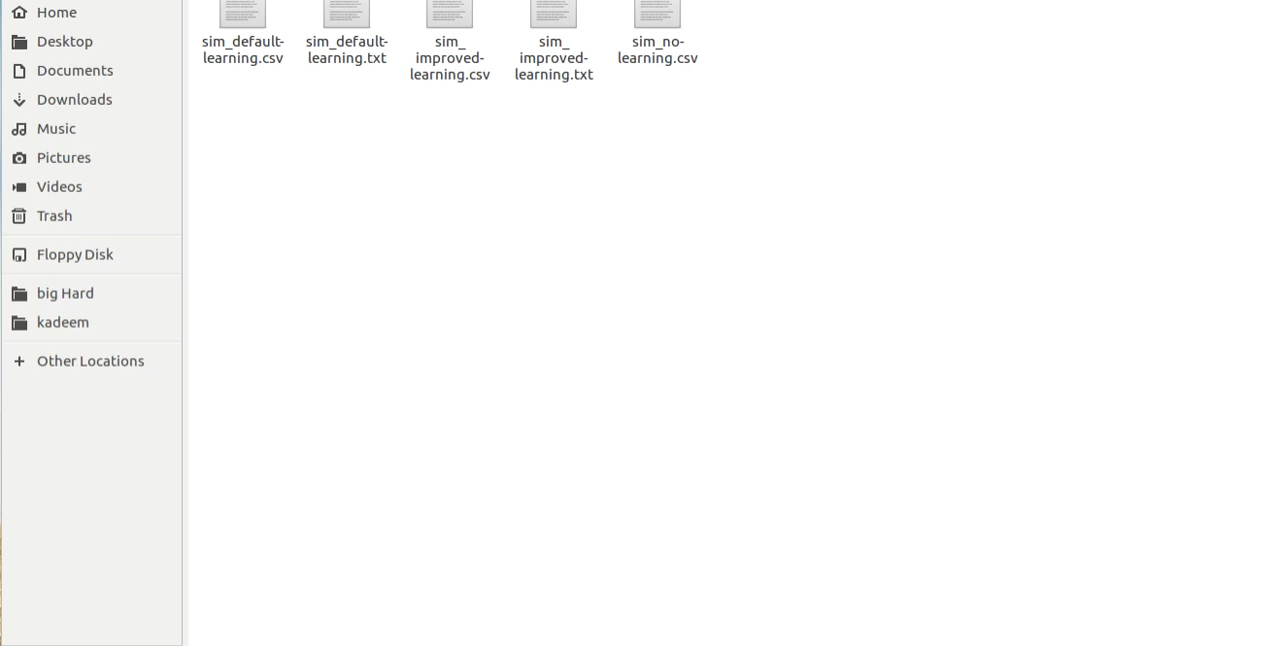 Home
Desktop
Documents
Downloads
Music
Pictures
Videos
Trash
Floppy Disk
big Hard
kadeem
Other Locations
sim_default-
learning.csv
sim_default-
learning.txt
sim_
improved-
learning.csv
sim_
improved-
learning.txt
sim_no-
learning.csv